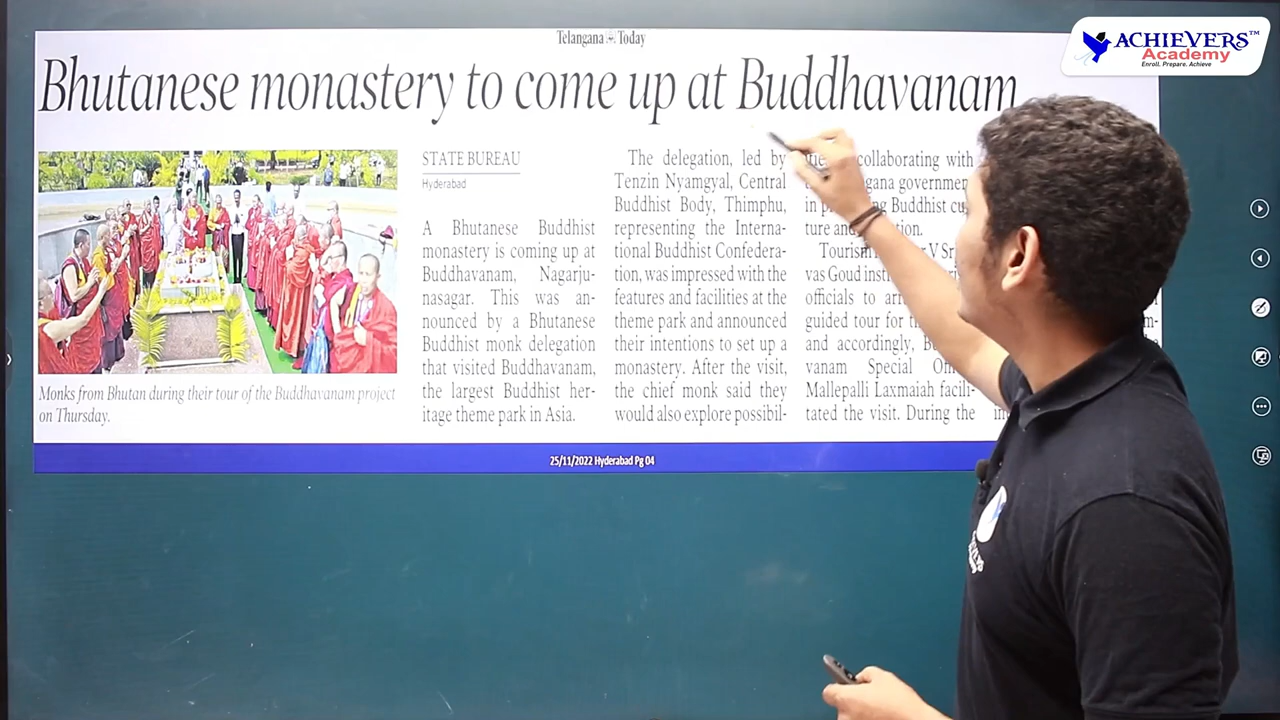 Telangana Today
ACHIEVERS™
Academy
Enroll. Prepare. Achieve
Bhutanese monastery to come up at Buddhavanam
Monks from Bhutan during their tour of the Buddhavanam project
on Thursday.
STATE BUREAU
Hyderabad
A Bhutanese Buddhist
monastery is coming up at
Buddhavanam, Nagarju-
nasagar. This was an-
nounced by a Bhutanese
Buddhist monk delegation
that visited Buddhavanam,
the largest Buddhist her-
itage theme park in Asia.
The delegation, led by
Tenzin Nyamgyal, Central
Buddhist Body, Thimphu,
representing the Interna-
tional Buddhist Confedera-
tion, was impressed with the
features and facilities at the
theme park and announced
their intentions to set up a
monastery. After the visit,
the chief monk said they
would also explore possibil-
collaborating with
in Buddhist
ture and
Tourism V
vas Goud
officials to
guided tour for
and accordingly,
vanam Special
Mallepalli Laxmaiah facili-
tated the visit. During the
25/11/2022 Hyderabad Pg 04